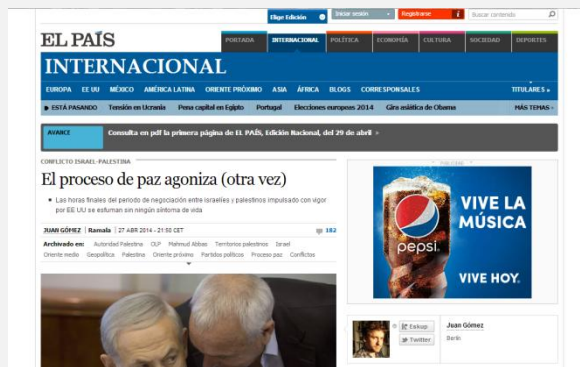 Elige Edición
Iniciar sesión
Registrarse
Buscar contenido
EL PAÍS
PORTADA INTERNACIONAL POLÍTICA ECONOMÍA CULTURA SOCIEDAD DEPORTES
INTERNACIONAL
EUROPA EE UU MÉXICO AMÉRICA LATINA ORIENTE PRÓXIMO ASIA ÁFRICA BLOGS CORRESPONSALES TITULARES »
ESTÁ PASANDO Tensión en Ucrania Pena capital en Egipto Portugal Elecciones europeas 2014 Gira asiática de Obama MÁS TEMAS
AVANCE Consulta en pdf la primera página de EL PAÍS, Edición Nacional, del 29 de abril »
CONFLICTO ISRAEL-PALESTINA
El proceso de paz agoniza (otra vez)
Las horas finales del periodo de negociación entre israelíes y palestinos impulsado con vigor
por EE UU se esfuman sin ningún síntoma de vida
JUAN GÓMEZ | Ramala | 27 ABR 2014 - 21:50 CET 182
Archivado en: Autoridad Palestina OLP Mahmud Abbas Territorios palestinos Israel
Oriente medio Geopolítica Palestina Oriente próximo Partidos políticos Proceso paz Conflictos
VIVE LA
MÚSICA
pepsi
VIVE HOY.
Eskup
Twitter
Juan Gómez
Berlín